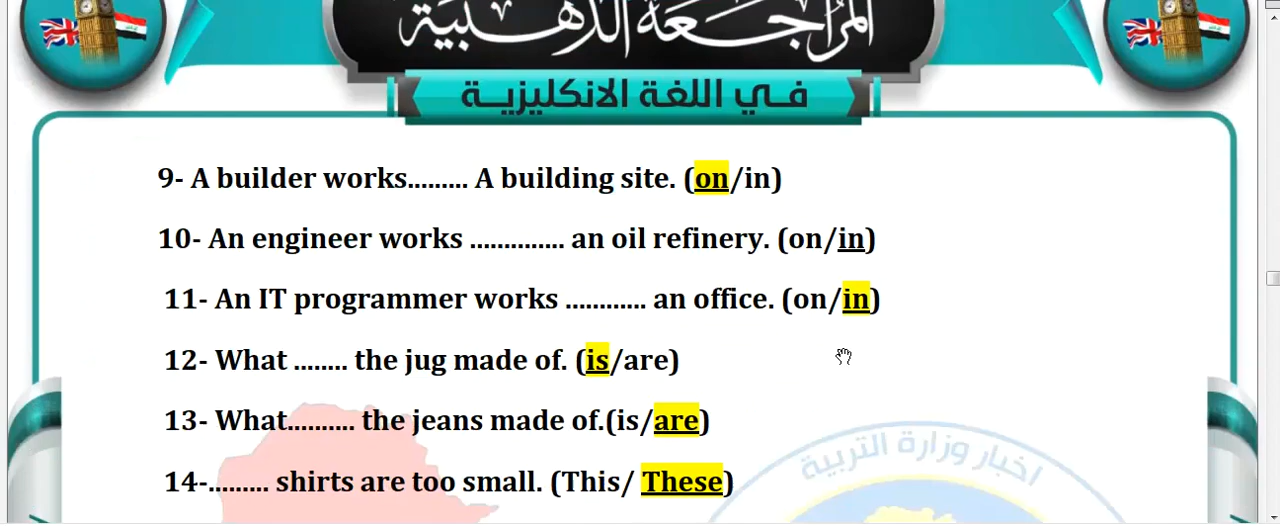 المراجعة الذهبية
في اللغة الانكليزية
9- A builder works......... A building site. (on/in)
10- An engineer works .............. an oil refinery. (on/in)
11- An IT programmer works ............ an office. (on/in)
12- What ........ the jug made of. (is/are)
13- What.......... the jeans made of.(is/are)
14-......... shirts are too small. (This/ These)
اخبار وزارة التربية